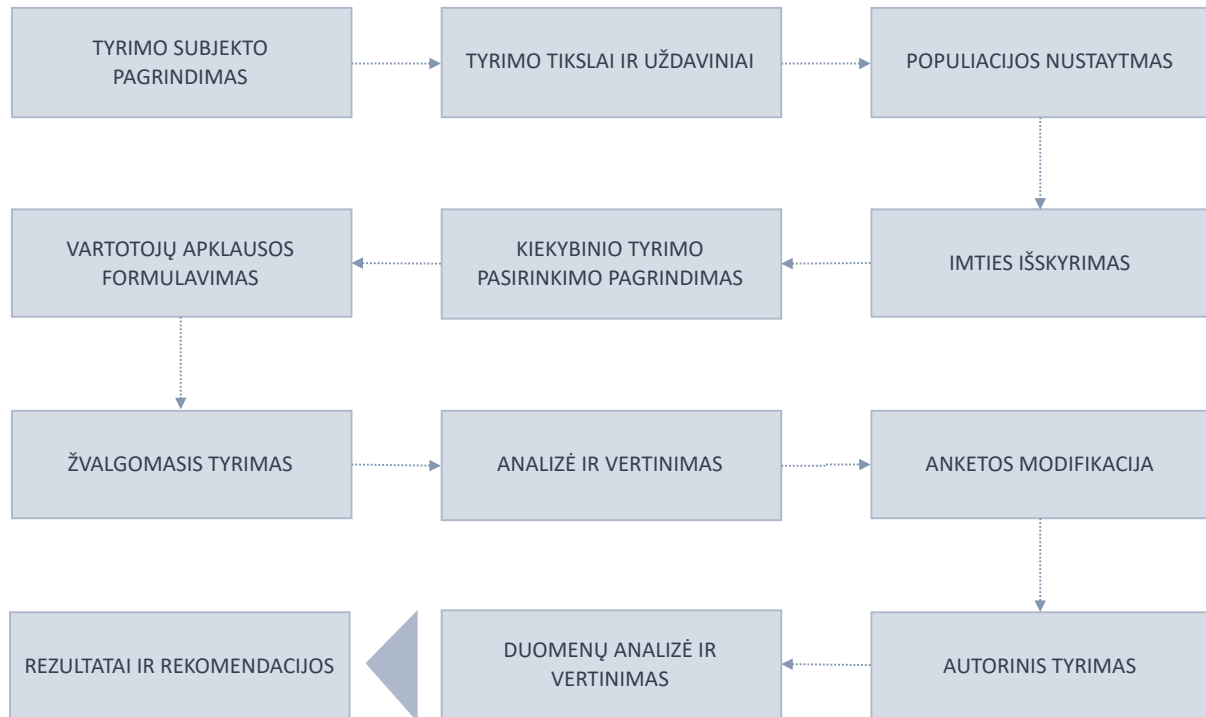 TYRIMO SUBJEKTO
PAGRINDIMAS
TYRIMO TIKSLAI IR UŽDAVINIAI
POPULIACIJOS NUSTAYTMAS
IMTIES IŠSKYRIMAS
KIEKYBINIO TYRIMO
PASIRINKIMO PAGRINDIMAS
VARTOTOJŲ APKLAUSOS
FORMULAVIMAS
ŽVALGOMASIS TYRIMAS
ANALIZĖ IR VERTINIMAS
ANKETOS MODIFIKACIJA
AUTORINIS TYRIMAS
DUOMENŲ ANALIZĖ IR
VERTINIMAS
REZULTATAI IR REKOMENDACIJOS